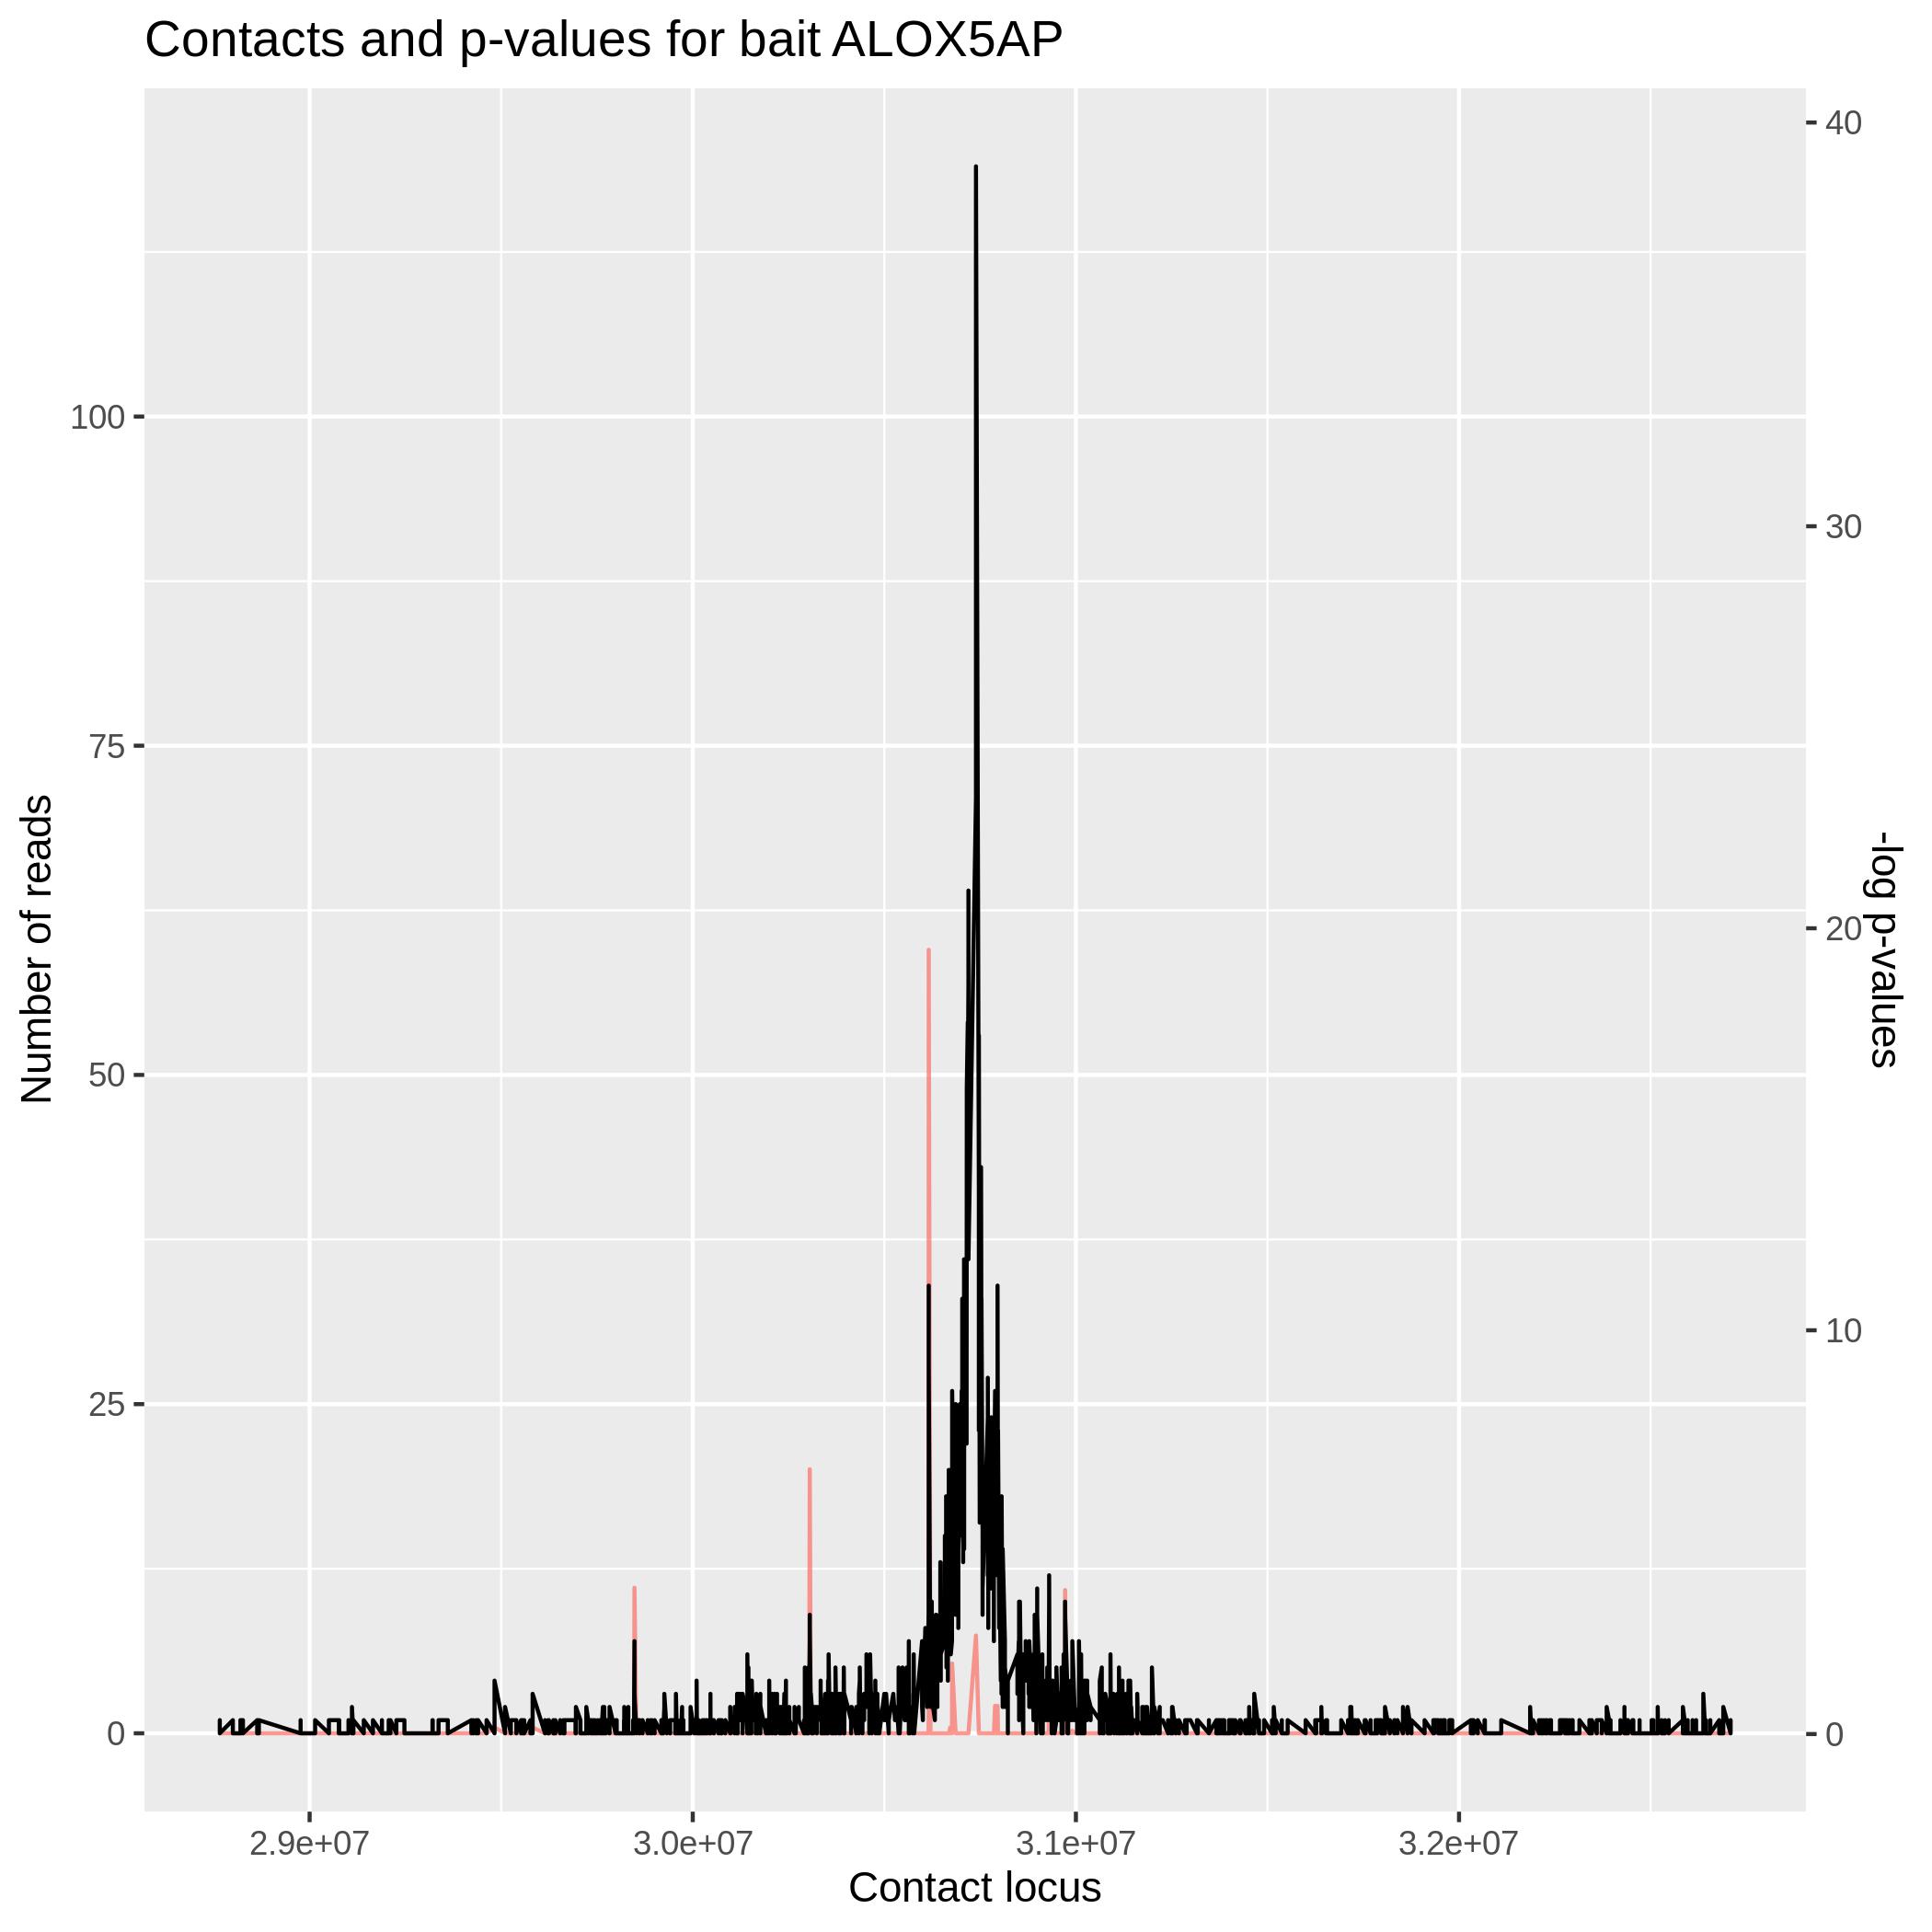 Contacts and p-values for bait ALOX5AP
40
100
30
75
Number of reads
-log p-values
20
50
10
25
0
0
2.9e+07
3.0e+07
3.1e+07
3.2e+07
Contact locus